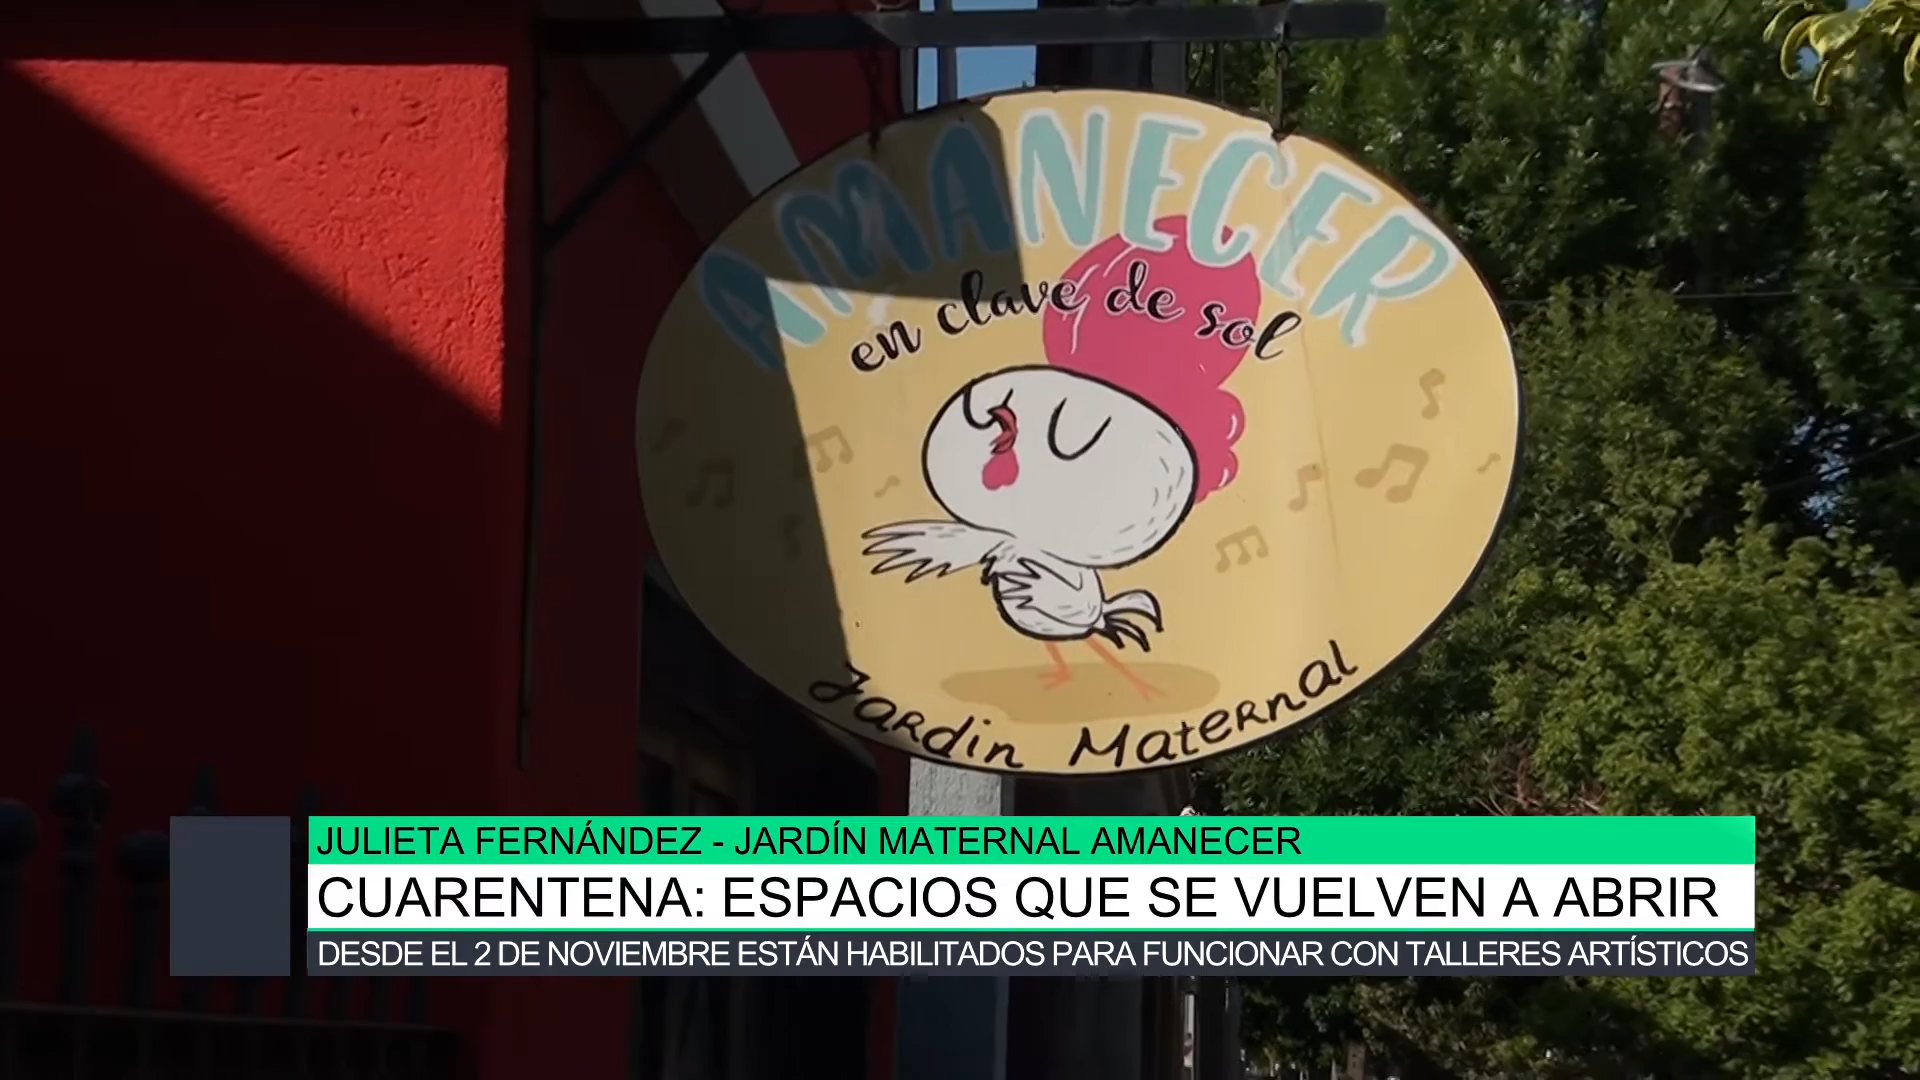 AMANECER
en clave de sol
Jardin Maternal
JULIETA FERNÁNDEZ - JARDÍN MATERNAL AMANECER
CUARENTENA: ESPACIOS QUE SE VUELVEN A ABRIR
DESDE EL 2 DE NOVIEMBRE ESTÁN HABILITADOS PARA FUNCIONAR CON TALLERES ARTÍSTICOS